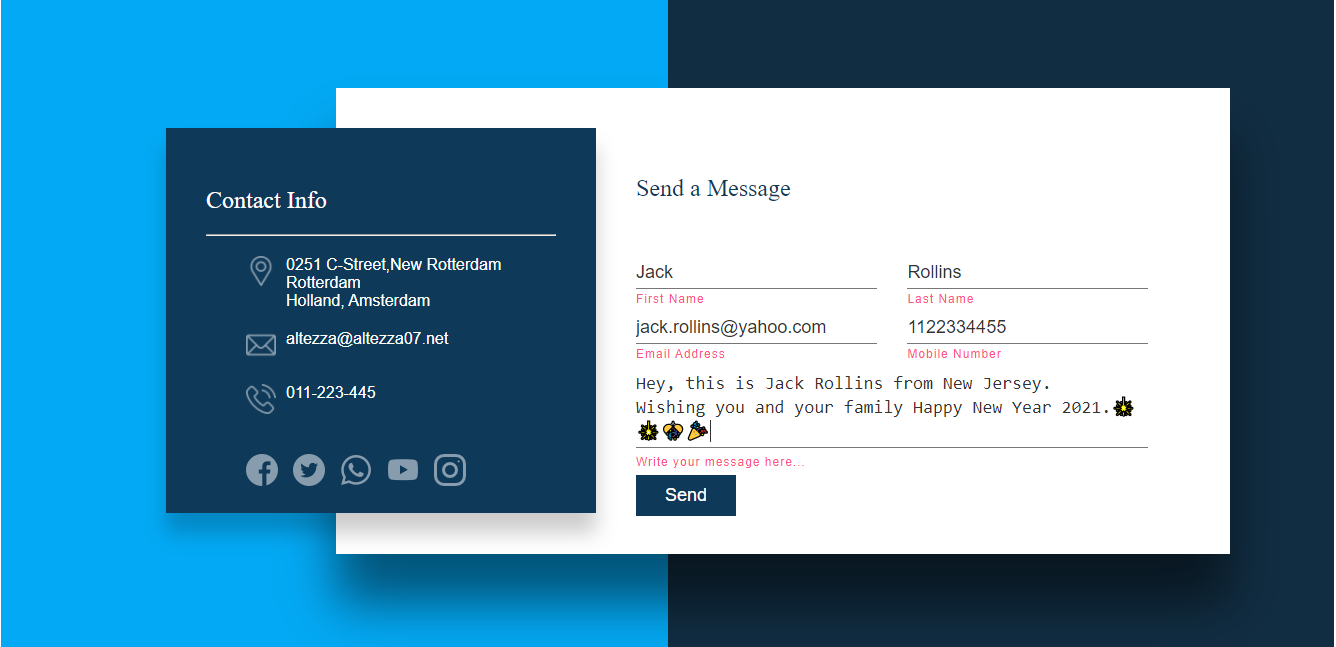 Contact Info
0251 C-Street,New Rotterdam
Rotterdam
Holland, Amsterdam
altezza@altezza07.net
011-223-445
Send a Message
Jack
First Name
Rollins
Last Name
jack.rollins@yahoo.com
Email Address
1122334455
Mobile Number
Hey, this is Jack Rollins from New Jersey.
Wishing you and your family Happy New Year 2021.
Write your message here...
Send